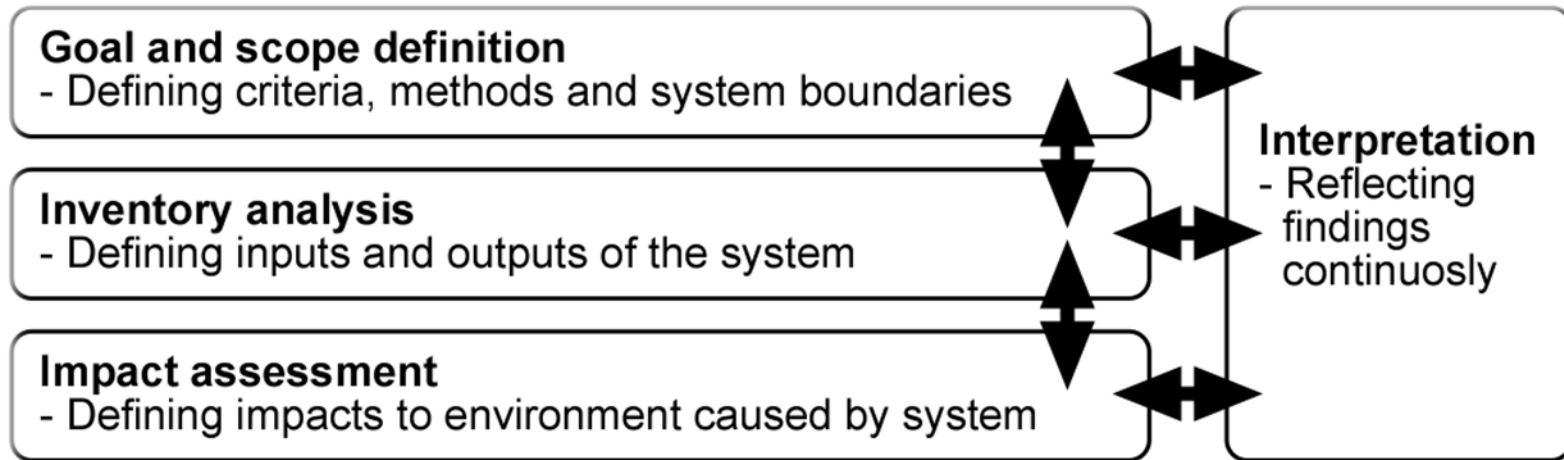 Goal and scope definition
- Defining criteria, methods and system boundaries
Inventory analysis
- Defining inputs and outputs of the system
Impact assessment
- Defining impacts to environment caused by system
Interpretation
- Reflecting
findings
continuosly